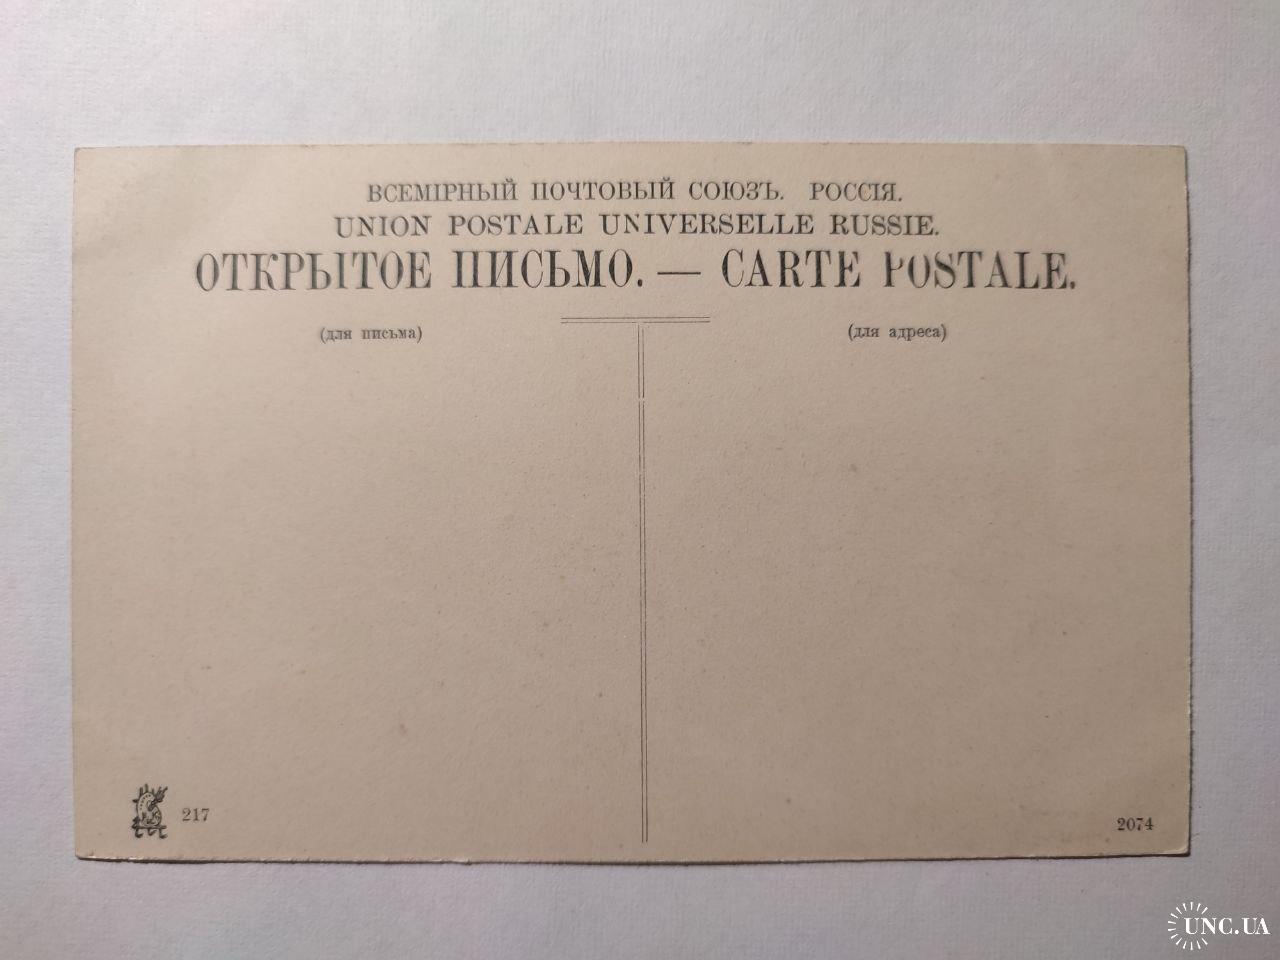 ВСЕМІРНЫЙ ПОЧТОВЫЙ СОЮЗЪ. РОССІЯ.
UNION POSTALE UNIVERSELLE RUSSIE.
ОТКРЫТОЕ ПИСЬМО. — CARTE POSTALE.
(для письма)
(для адреса)
217
2074
UNC.UA